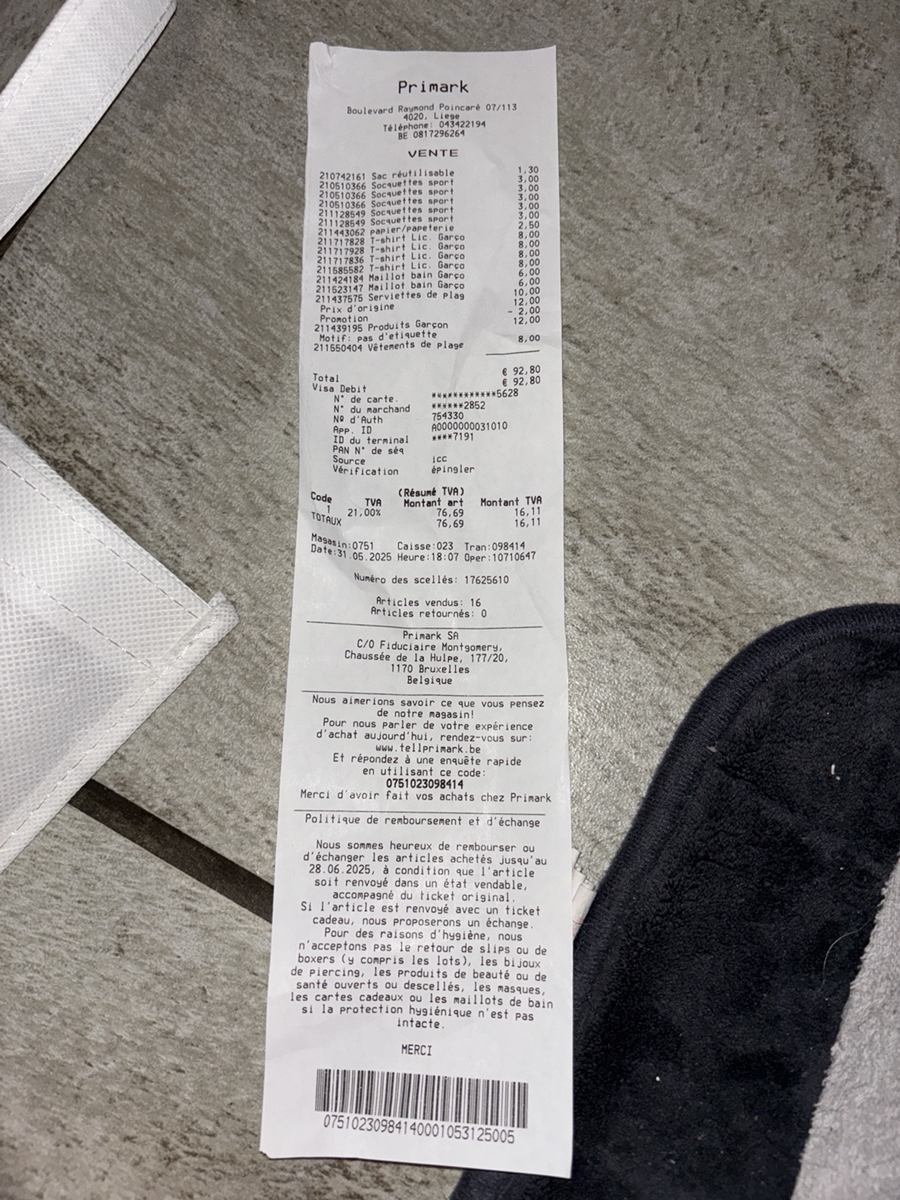 Primark
Boulevard Raymond Poincaré 07/113
4020, Liege
Téléphone: 043422194
BE 0817296264
VENTE
210742161 Sac réutilisable 1,30
210510366 Socquettes sport 3,00
210510366 Socquettes sport 3,00
210510366 Socquettes sport 3,00
211128549 Socquettes sport 3,00
211128549 Socquettes sport 3,00
211443062 papier/papeterie 2,50
211717828 T-shirt Lic. Garço 8,00
211717928 T-shirt Lic. Garço 8,00
211717836 T-shirt Lic. Garço 8,00
211585582 T-shirt Lic. Garço 8,00
211424184 Maillot bain Garço 6,00
211523147 Maillot bain Garço 6,00
211437575 Serviettes de plag 10,00
Prix d'origine 12,00
Promotion - 2,00
211439195 Produits Garçon 12,00
Motif: pas d'etiquette
211550404 Vêtements de plage 8,00
Total € 92,80
Visa Debit € 92,80
N° de carte. ************5628
N° du marchand ******2852
Nº d'Auth 754330
App. ID A0000000031010
ID du terminal ****7191
PAN N° de séq
Source icc
Vérification épingler
(Résumé TVA)
Code TVA Montant art Montant TVA
1 21,00% 76,69 16,11
TOTAUX 76,69 16,11
Magasin:0751 Caisse:023 Tran:098414
Date:31.05.2025 Heure:18:07 Oper:10710647
Numéro des scellés: 17625610
Articles vendus: 16
Articles retournés: 0
Primark SA
C/O Fiduciaire Montgomery,
Chaussée de la Hulpe, 177/20,
1170 Bruxelles
Belgique
Nous aimerions savoir ce que vous pensez
de notre magasin!
Pour nous parler de votre expérience
d'achat aujourd'hui, rendez-vous sur:
www.tellprimark.be
Et répondez à une enquête rapide
en utilisant ce code:
0751023098414
Merci d'avoir fait vos achats chez Primark
Politique de remboursement et d'échange
Nous sommes heureux de rembourser ou
d'échanger les articles achetés jusqu'au
28.06.2025, à condition que l'article
soit renvoyé dans un état vendable,
accompagné du ticket original.
Si l'article est renvoyé avec un ticket
cadeau, nous proposerons un échange.
Pour des raisons d'hygiène, nous
n'acceptons pas le retour de slips ou de
boxers (y compris les lots), les bijoux
de piercing, les produits de beauté ou de
santé ouverts ou descellés, les masques,
les cartes cadeaux ou les maillots de bain
si la protection hygiénique n'est pas
intacte.
MERCI
07510230984140001053125005